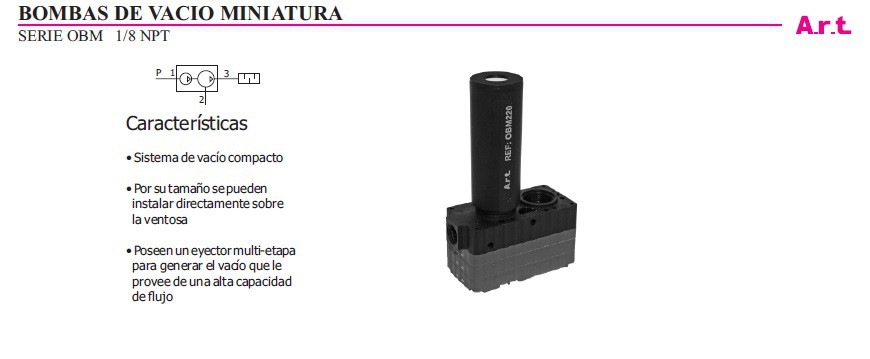 BOMBAS DE VACIO MINIATURA
SERIE OBM 1/8 NPT
A.r.t.
P 1 3
2
Características
• Sistema de vacío compacto
• Por su tamaño se pueden
instalar directamente sobre
la ventosa
• Poseen un eyector multi-etapa
para generar el vacío que le
provee de una alta capacidad
de flujo
A.r.t. REF: OBM220